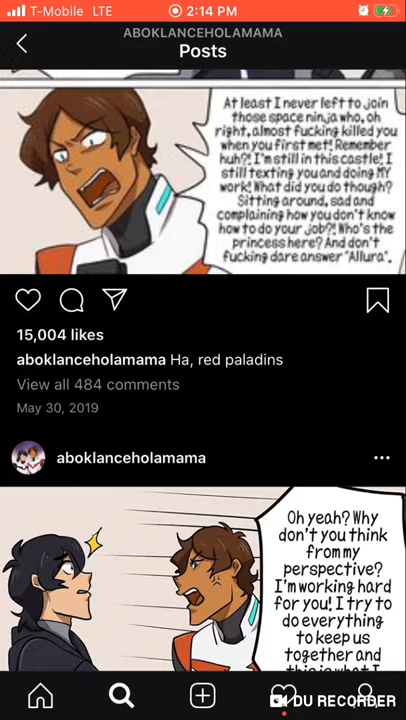 T-Mobile LTE
2:14 PM
ABOKLANCEHOLAMAMA
Posts
At least I never left to join
those space ninja who, oh
right, almost fucking killed you
when you first met! Remember
huh?! I'm still in this castle! I
still texting you and doing MY
work! What did you do though?
Sitting around, sad and
complaining how you don't know
how to do your job?! Who's the
princess here? And don't
fucking dare answer "Allura".
15,004 likes
aboklanceholamama Ha, red paladins
View all 484 comments
May 30, 2019
aboklanceholamama
Oh yeah? Why
don't you think
from my
perspective?
I'm working hard
for you! I try to
do everything
to keep us
together and
this is what I
DU RECORDER